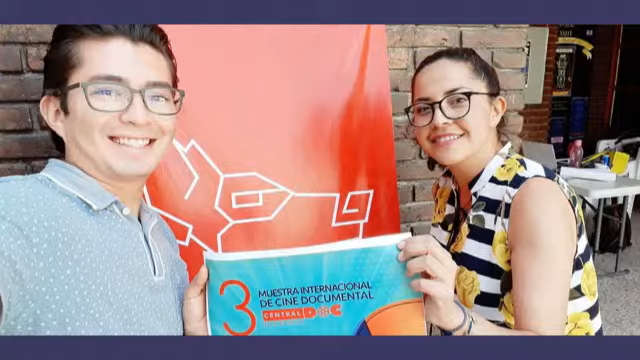 3
MUESTRA INTERNACIONAL
DE CINE DOCUMENTAL
CENTRAL DOC